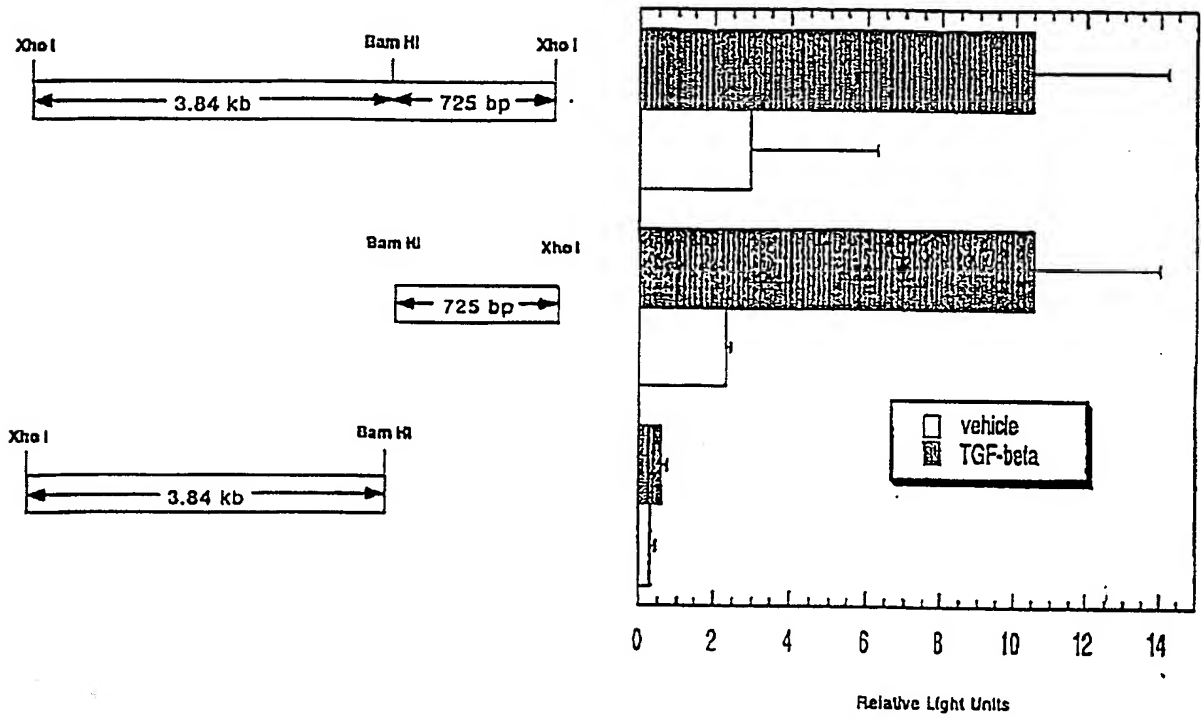 Xho I Bam HI Xho I
3.84 kb 725 bp
Bam HI Xho I
725 bp
Xho I Bam HI
3.84 kb
vehicle
TGF-beta
0 2 4 6 8 10 12 14
Relative Light Units